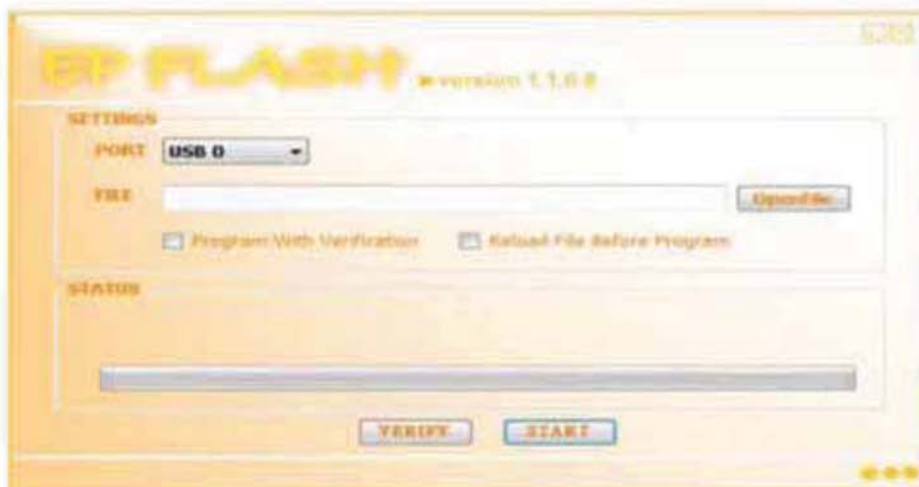 EP FLASH
version 1.1.6.8
SETTINGS
PORT USB 0
FILE Openfile
Program With Verification Reload File Before Program
STATUS
VERIFY START